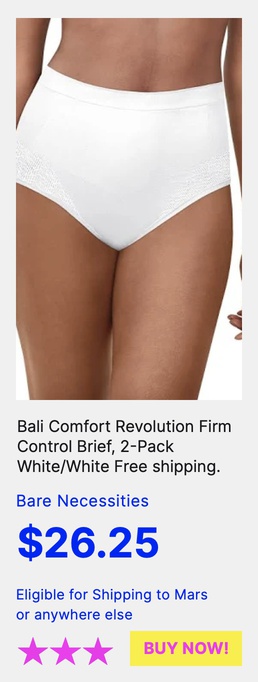 Bali Comfort Revolution Firm
Control Brief, 2-Pack
White/White Free shipping.
Bare Necessities
$26.25
Eligible for Shipping to Mars
or anywhere else
BUY NOW!